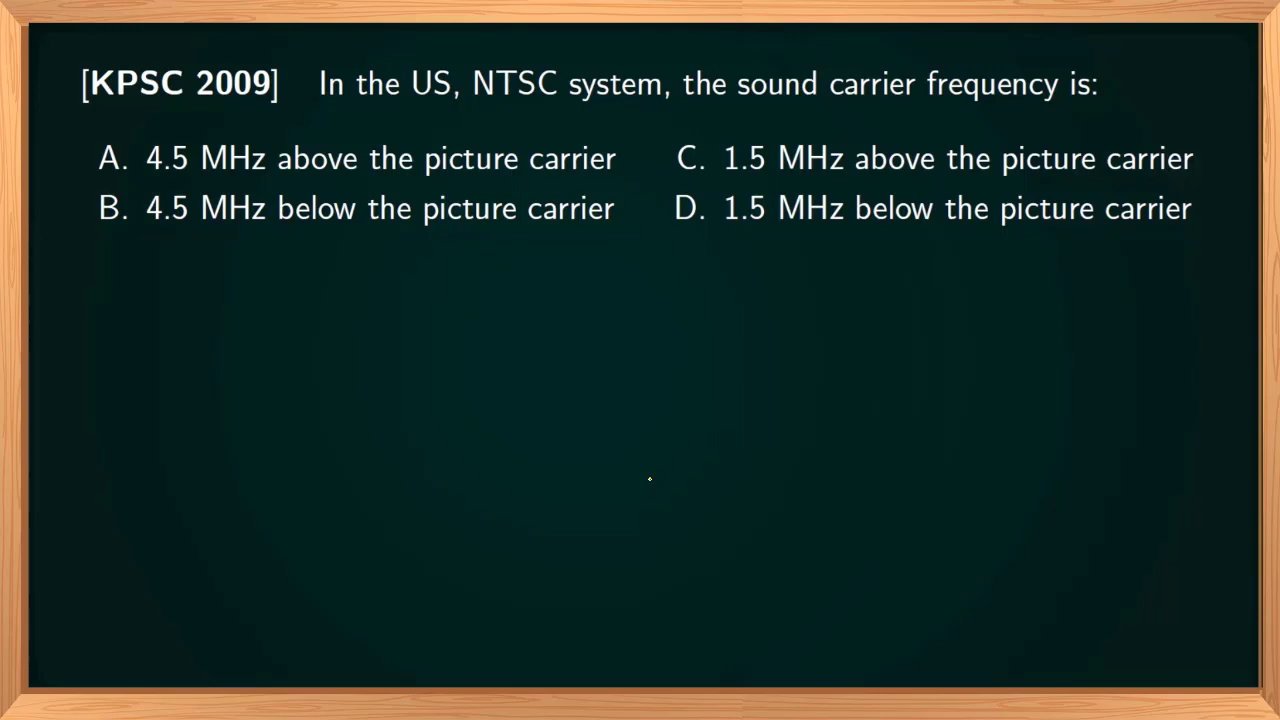 [KPSC 2009] In the US, NTSC system, the sound carrier frequency is:
A. 4.5 MHz above the picture carrier
B. 4.5 MHz below the picture carrier
C. 1.5 MHz above the picture carrier
D. 1.5 MHz below the picture carrier